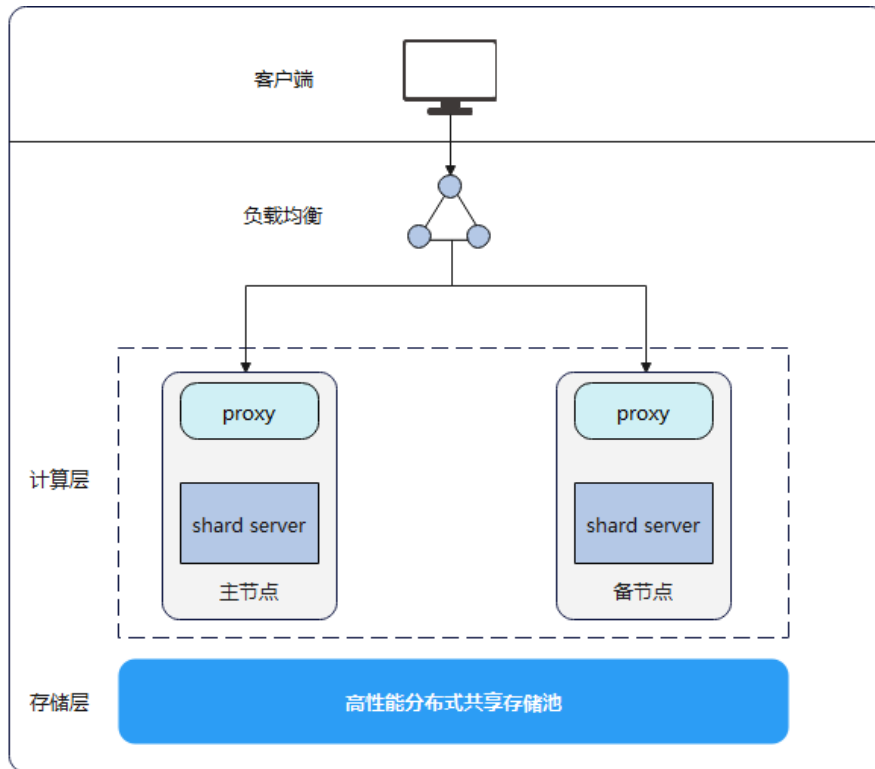 客户端
负载均衡
proxy
proxy
计算层
shard server
shard server
主节点
备节点
存储层
高性能分布式共享存储池